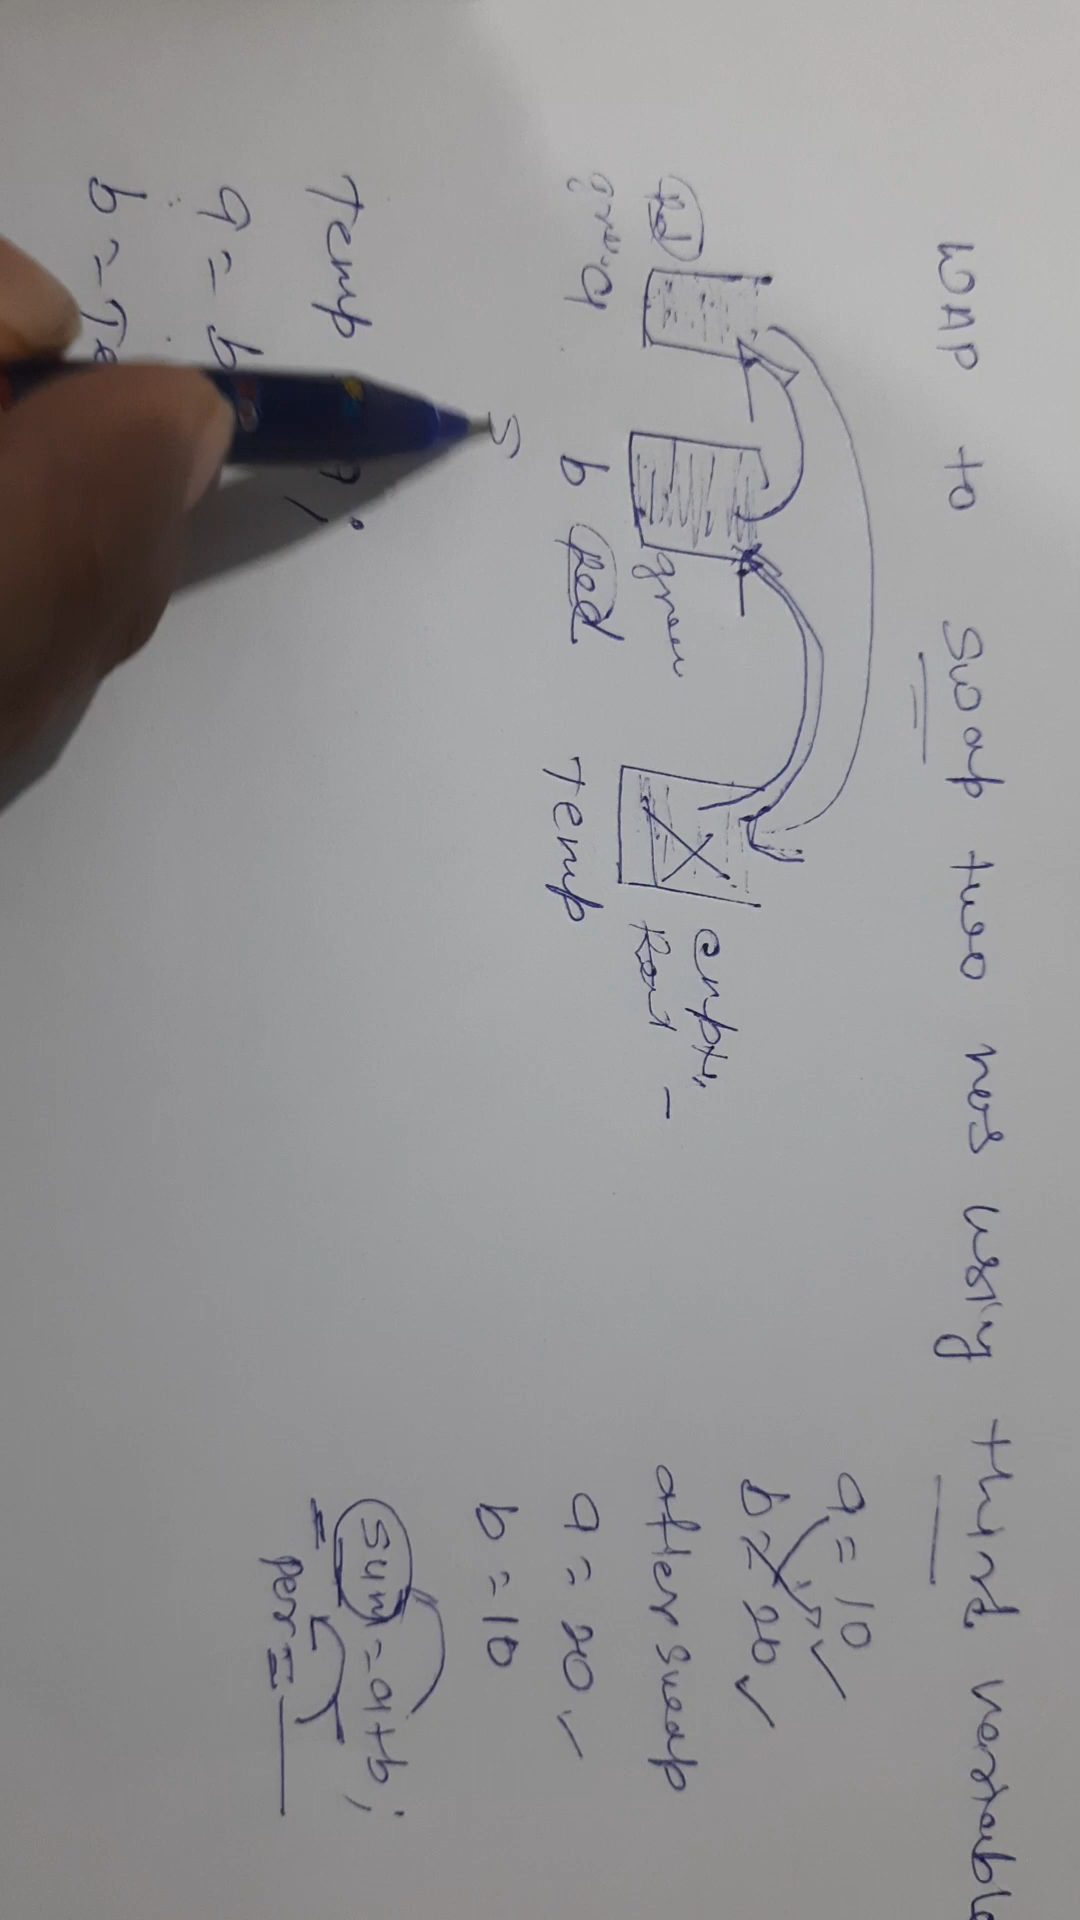 WAP to swap two nos using third variable
a = 10
b = 20
after swap
a = 20
b = 10
Sum = a+b;
Red
green
empty
a
b Red
Temp
Temp
a = b
b =